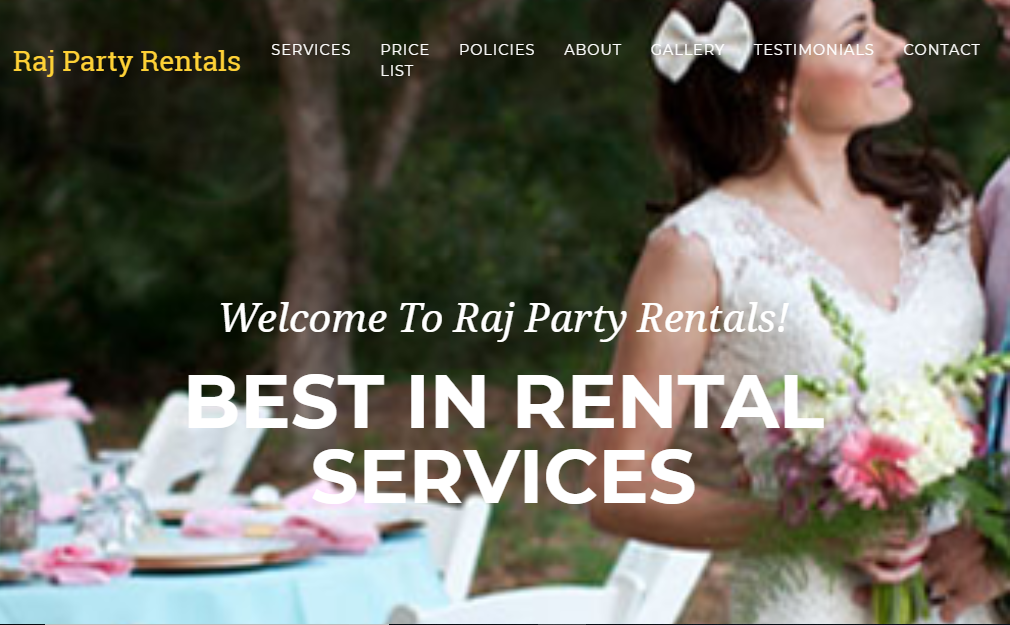 Raj Party Rentals
SERVICES
PRICE
LIST
POLICIES
ABOUT
GALLERY
TESTIMONIALS
CONTACT
Welcome To Raj Party Rentals!
BEST IN RENTAL
SERVICES